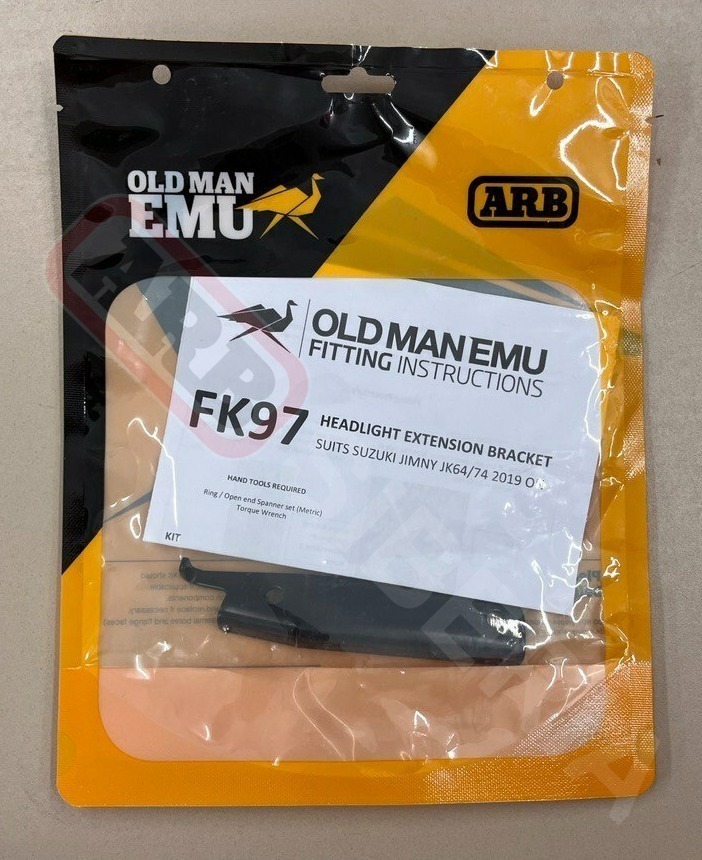 OLD MAN
EMU
ARB
ARB
OLD MAN EMU
FITTING INSTRUCTIONS
FK97
HEADLIGHT EXTENSION BRACKET
SUITS SUZUKI JIMNY JK64/74 2019 ON
HAND TOOLS REQUIRED
Ring / Open end Spanner set (Metric)
Torque Wrench
KIT